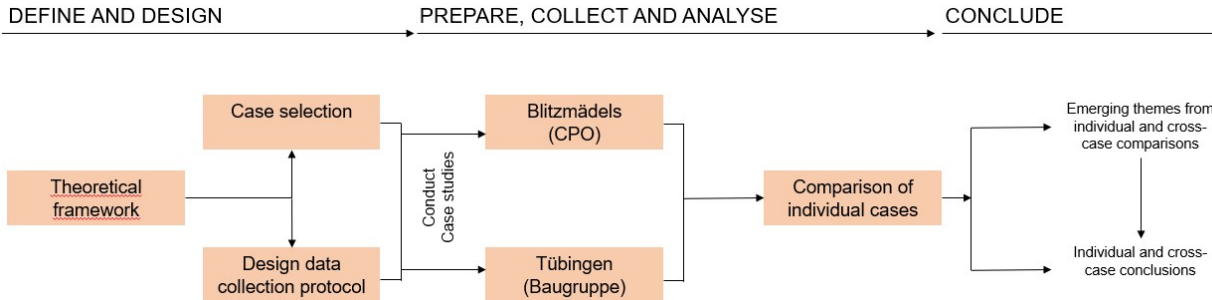 DEFINE AND DESIGN
PREPARE, COLLECT AND ANALYSE
CONCLUDE
Theoretical
framework
Case selection
Design data
collection protocol
Conduct
Case studies
Blitzmädels
(CPO)
Tübingen
(Baugruppe)
Comparison of
individual cases
Emerging themes from
individual and cross-
case comparisons
Individual and cross-
case conclusions